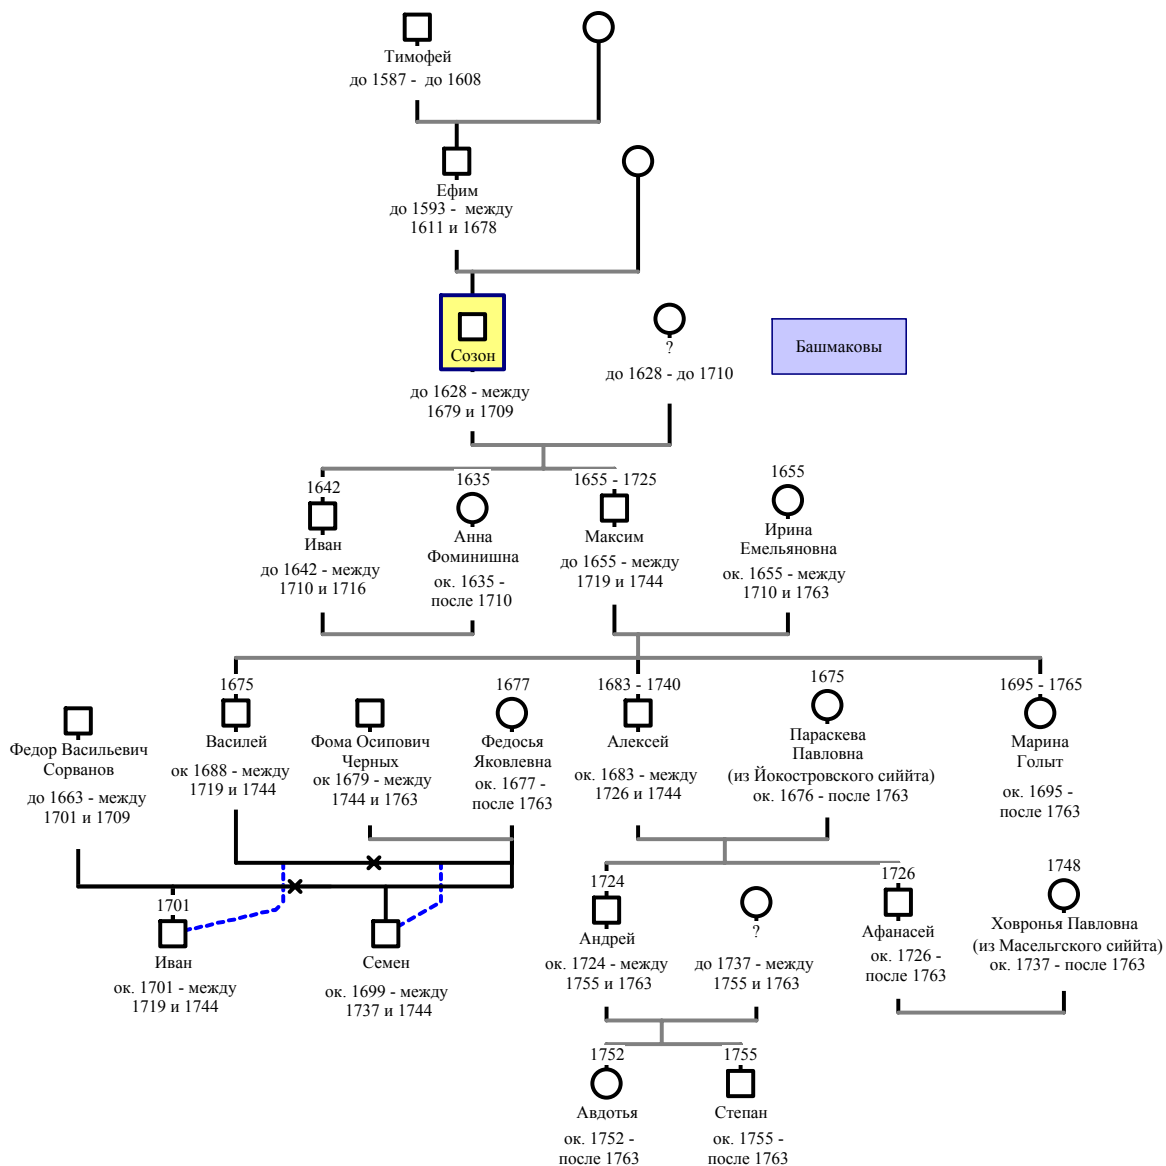 Тимофей
до 1587 - до 1608
Ефим
до 1593 - между
1611 и 1678
Созон
до 1628 - между
1679 и 1709
?
до 1628 - до 1710
Башмаковы
1642
Иван
до 1642 - между
1710 и 1716
1635
Анна
Фоминишна
ок. 1635 -
после 1710
1655 - 1725
Максим
до 1655 - между
1719 и 1744
1655
Ирина
Емельяновна
ок. 1655 - между
1710 и 1763
Федор Васильевич
Сорванов
до 1663 - между
1701 и 1709
1675
Василей
ок 1688 - между
1719 и 1744
Фома Осипович
Черных
ок 1679 - между
1744 и 1763
1677
Федосья
Яковлевна
ок. 1677 -
после 1763
1683 - 1740
Алексей
ок. 1683 - между
1726 и 1744
1675
Параскева
Павловна
(из Йокостровского сиййта)
ок. 1676 - после 1763
1695 - 1765
Марина
Голыт
ок. 1695 -
после 1763
1701
Иван
ок. 1701 - между
1719 и 1744
Семен
ок. 1699 - между
1737 и 1744
1724
Андрей
ок. 1724 - между
1755 и 1763
?
до 1737 - между
1755 и 1763
1726
Афанасей
ок. 1726 -
после 1763
1748
Ховронья Павловна
(из Масельгского сиййта)
ок. 1737 - после 1763
1752
Авдотья
ок. 1752 -
после 1763
1755
Степан
ок. 1755 -
после 1763